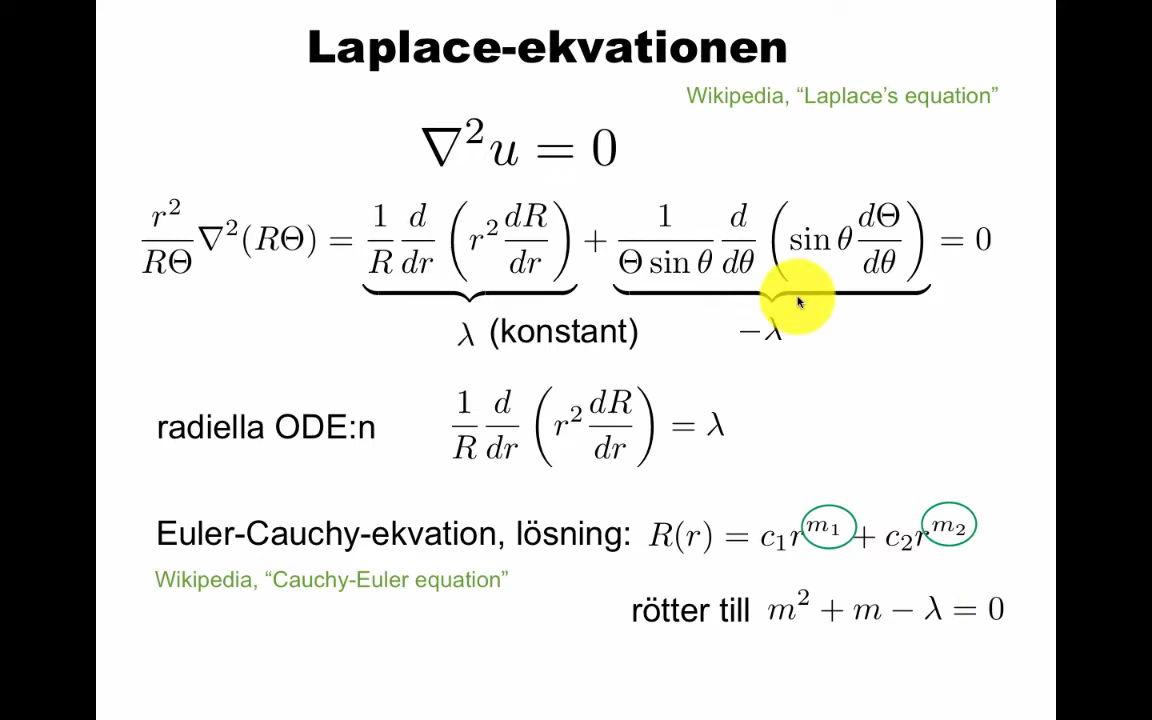 Laplace-ekvationen
Wikipedia, “Laplace’s equation”
∇²u = 0
r²/(RΘ) ∇²(RΘ) = 1/R d/dr (r² dR/dr) + 1/(Θ sin θ) d/dθ (sin θ dΘ/dθ) = 0
λ (konstant) −λ
radiella ODE:n 1/R d/dr (r² dR/dr) = λ
Euler-Cauchy-ekvation, lösning: R(r) = c₁r^{m₁} + c₂r^{m₂}
Wikipedia, “Cauchy-Euler equation”
rötter till m² + m − λ = 0